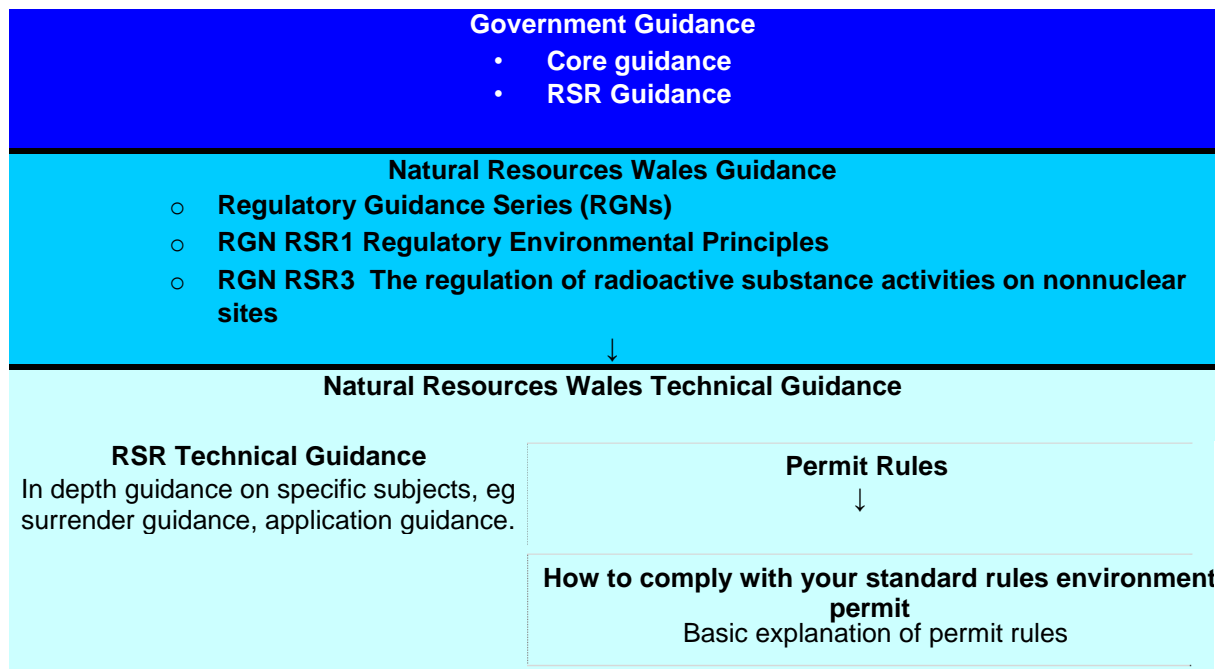 Government Guidance
• Core guidance
• RSR Guidance
Natural Resources Wales Guidance
o Regulatory Guidance Series (RGNs)
o RGN RSR1 Regulatory Environmental Principles
o RGN RSR3 The regulation of radioactive substance activities on nonnuclear
sites
↓
Natural Resources Wales Technical Guidance
RSR Technical Guidance
In depth guidance on specific subjects, eg
surrender guidance, application guidance.
Permit Rules
↓
How to comply with your standard rules environment
permit
Basic explanation of permit rules